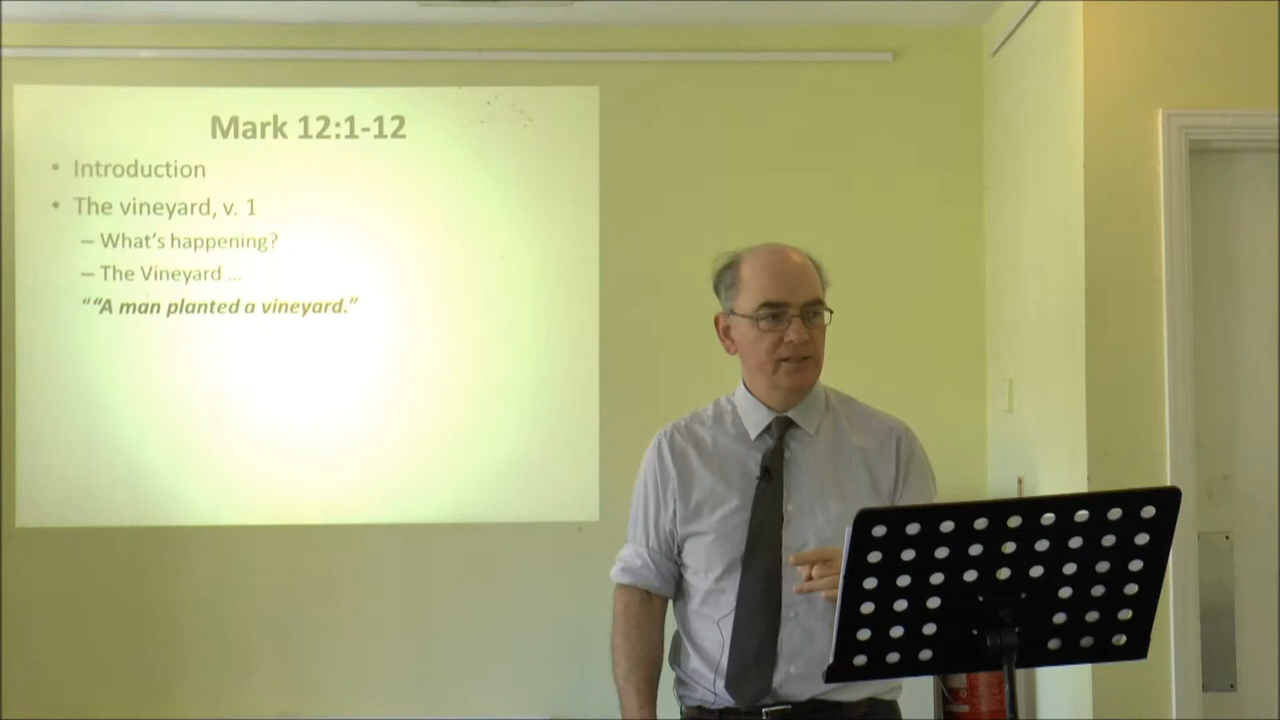 Mark 12:1-12
• Introduction
• The vineyard, v. 1
– What's happening?
– The Vineyard ...
““A man planted a vineyard.”